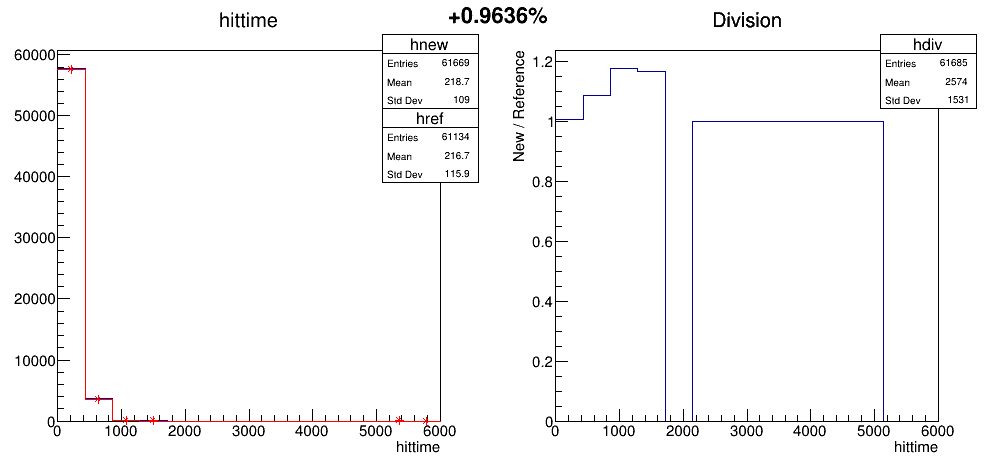 +0.9636%
hittime
hnew
Entries 61669
Mean 218.7
Std Dev 109
href
Entries 61134
Mean 216.7
Std Dev 115.9
60000
50000
40000
30000
20000
10000
0
0 1000 2000 3000 4000 5000 6000
hittime
Division
hdiv
Entries 61685
Mean 2574
Std Dev 1531
New / Reference
1.2
1
0.8
0.6
0.4
0.2
0
0 1000 2000 3000 4000 5000 6000
hittime